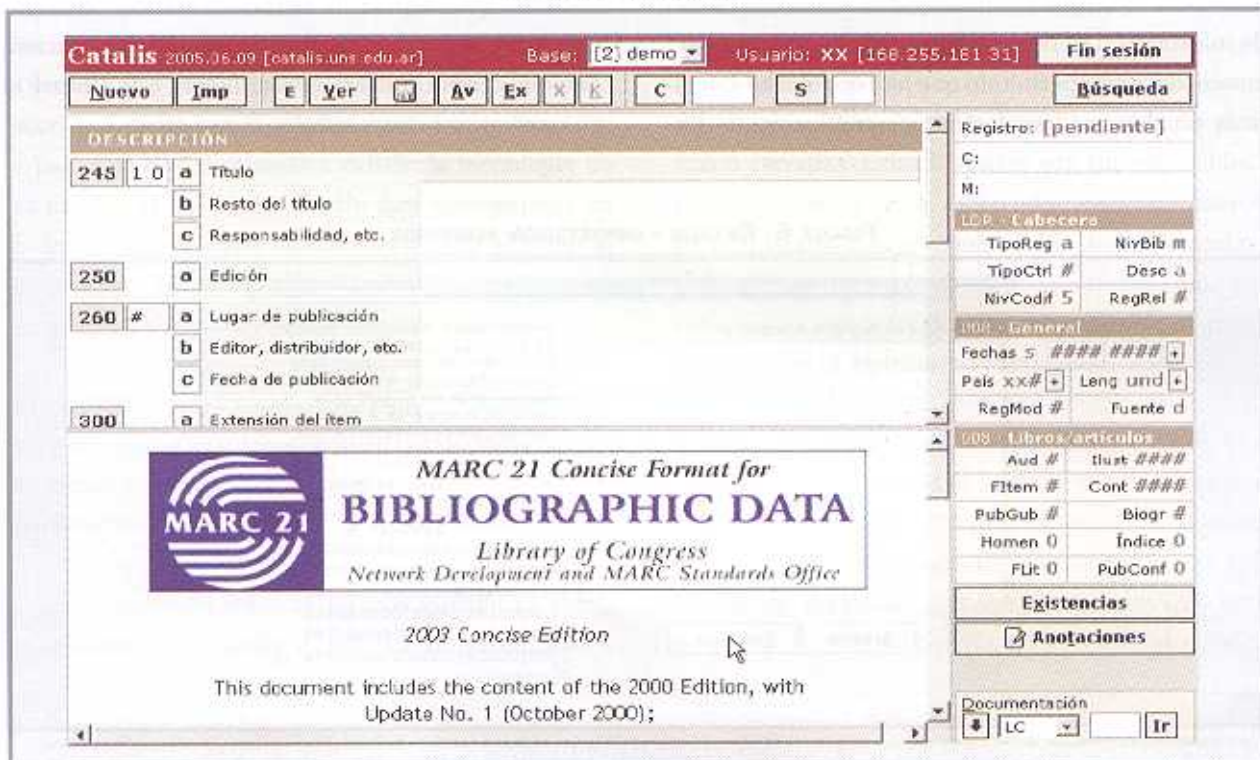 Catalis 2005.06.09 [catalis.uns.edu.ar] Base: [2] demo Usuario: XX [168.255.161.31] Fin sesión
Nuevo Imp E Ver Av Ex X K C S Búsqueda
DESCRIPCIÓN
245 1 0 a Título
b Resto del título
c Responsabilidad, etc.
250 a Edición
260 # a Lugar de publicación
b Editor, distribuidor, etc.
c Fecha de publicación
300 a Extensión del ítem
Registro: [pendiente]
C:
M:
LDR - Cabecera
TipoReg a NivBib m
TipoCtrl # Desc a
NivCodif 5 RegRel #
008 - General
Fechas s #### #### +
País xx# + Leng und +
RegMod # Fuente d
008 - Libros/artículos
Aud # Ilust ####
FItem # Cont ####
PubGub # Biogr #
Homen 0 Índice 0
FLit 0 PubConf 0
Existencias
Anotaciones
Documentación
LC Ir
MARC 21
MARC 21 Concise Format for
BIBLIOGRAPHIC DATA
Library of Congress
Network Development and MARC Standards Office
2003 Concise Edition
This document includes the content of the 2000 Edition, with
Update No. 1 (October 2000);